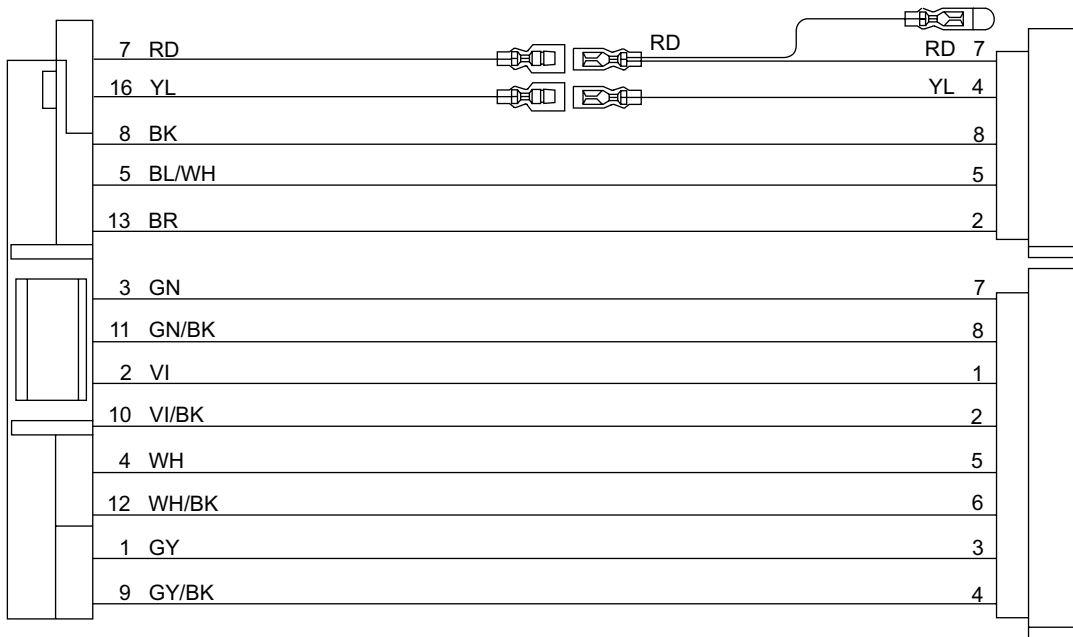 7 RD RD RD 7
16 YL YL 4
8 BK 8
5 BL/WH 5
13 BR 2
3 GN 7
11 GN/BK 8
2 VI 1
10 VI/BK 2
4 WH 5
12 WH/BK 6
1 GY 3
9 GY/BK 4